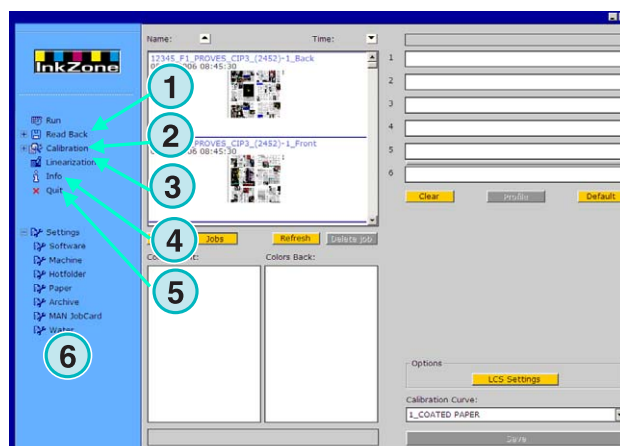 InkZone
Run
Read Back
Calibration
Linearization
Info
Quit
Settings
Software
Machine
Hotfolder
Paper
Archive
MAN JobCard
Water
1
2
3
4
5
6
Name:
Time:
12345_F1_PROVES_CIP3_(2452)-1_Back
08:45:30
PROVES_CIP3_(2452)-1_Front
08:45:30
Jobs
Refresh
Delete job
Colors Back:
1
2
3
4
5
6
Clear
Profile
Default
Options
LCS Settings
Calibration Curve:
1_COATED PAPER
Save